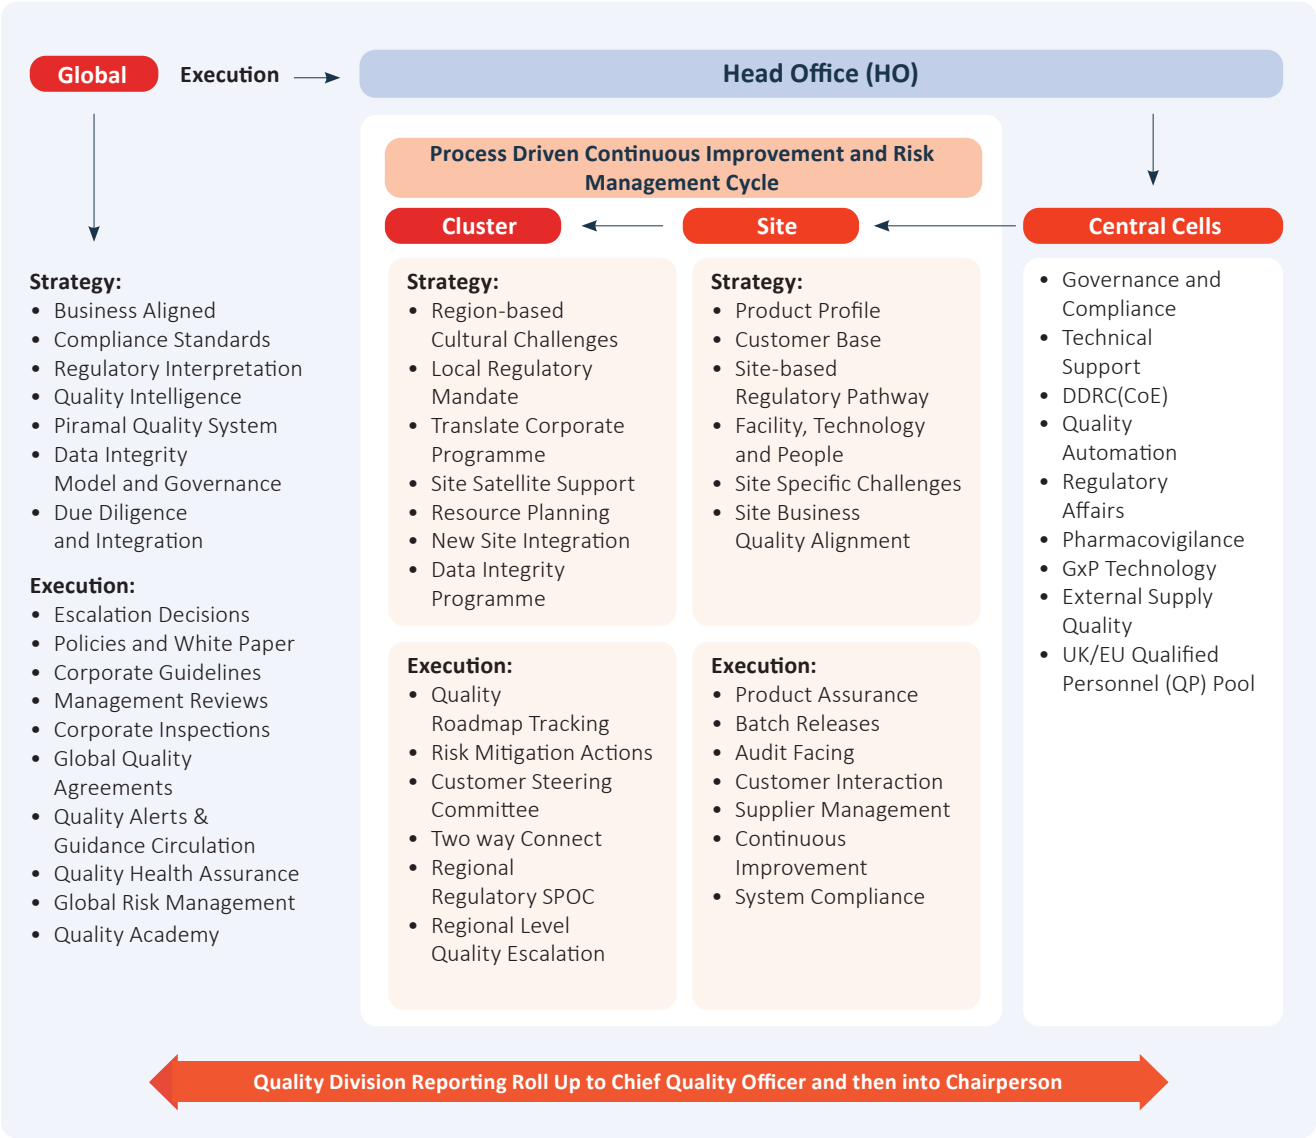 Global
Execution
Head Office (HO)
Strategy:
• Business Aligned
• Compliance Standards
• Regulatory Interpretation
• Quality Intelligence
• Piramal Quality System
• Data Integrity
Model and Governance
• Due Diligence
and Integration
Execution:
• Escalation Decisions
• Policies and White Paper
• Corporate Guidelines
• Management Reviews
• Corporate Inspections
• Global Quality
Agreements
• Quality Alerts &
Guidance Circulation
• Quality Health Assurance
• Global Risk Management
• Quality Academy
Process Driven Continuous Improvement and Risk
Management Cycle
Cluster
Strategy:
• Region-based
Cultural Challenges
• Local Regulatory
Mandate
• Translate Corporate
Programme
• Site Satellite Support
• Resource Planning
• New Site Integration
• Data Integrity
Programme
Execution:
• Quality
Roadmap Tracking
• Risk Mitigation Actions
• Customer Steering
Committee
• Two way Connect
• Regional
Regulatory SPOC
• Regional Level
Quality Escalation
Site
Strategy:
• Product Profile
• Customer Base
• Site-based
Regulatory Pathway
• Facility, Technology
and People
• Site Specific Challenges
• Site Business
Quality Alignment
Execution:
• Product Assurance
• Batch Releases
• Audit Facing
• Customer Interaction
• Supplier Management
• Continuous
Improvement
• System Compliance
Central Cells
• Governance and
Compliance
• Technical
Support
• DDRC(CoE)
• Quality
Automation
• Regulatory
Affairs
• Pharmacovigilance
• GxP Technology
• External Supply
Quality
• UK/EU Qualified
Personnel (QP) Pool
Quality Division Reporting Roll Up to Chief Quality Officer and then into Chairperson